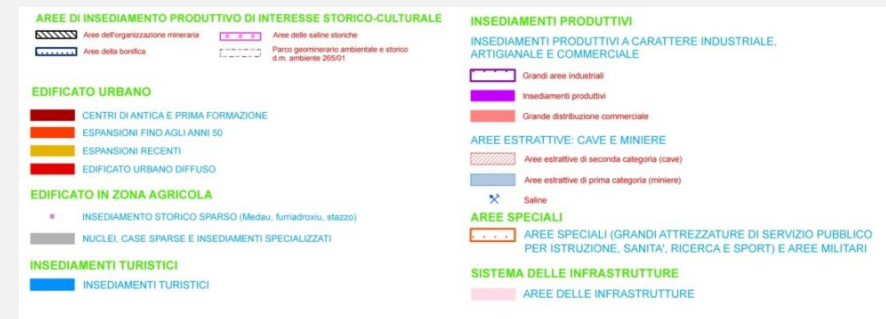 AREE DI INSEDIAMENTO PRODUTTIVO DI INTERESSE STORICO-CULTURALE
Aree dell'organizzazione mineraria
Aree delle saline storiche
Aree della bonifica
Parco geominerario ambientale e storico
d.m. ambiente 265/01
EDIFICATO URBANO
CENTRI DI ANTICA E PRIMA FORMAZIONE
ESPANSIONI FINO AGLI ANNI 50
ESPANSIONI RECENTI
EDIFICATO URBANO DIFFUSO
EDIFICATO IN ZONA AGRICOLA
INSEDIAMENTO STORICO SPARSO (Medau, furriadroxiu, stazzo)
NUCLEI, CASE SPARSE E INSEDIAMENTI SPECIALIZZATI
INSEDIAMENTI TURISTICI
INSEDIAMENTI TURISTICI
INSEDIAMENTI PRODUTTIVI
INSEDIAMENTI PRODUTTIVI A CARATTERE INDUSTRIALE,
ARTIGIANALE E COMMERCIALE
Grandi aree industriali
Insediamenti produttivi
Grande distribuzione commerciale
AREE ESTRATTIVE: CAVE E MINIERE
Aree estrattive di seconda categoria (cave)
Aree estrattive di prima categoria (miniere)
Saline
AREE SPECIALI
AREE SPECIALI (GRANDI ATTREZZATURE DI SERVIZIO PUBBLICO
PER ISTRUZIONE, SANITA', RICERCA E SPORT) E AREE MILITARI
SISTEMA DELLE INFRASTRUTTURE
AREE DELLE INFRASTRUTTURE